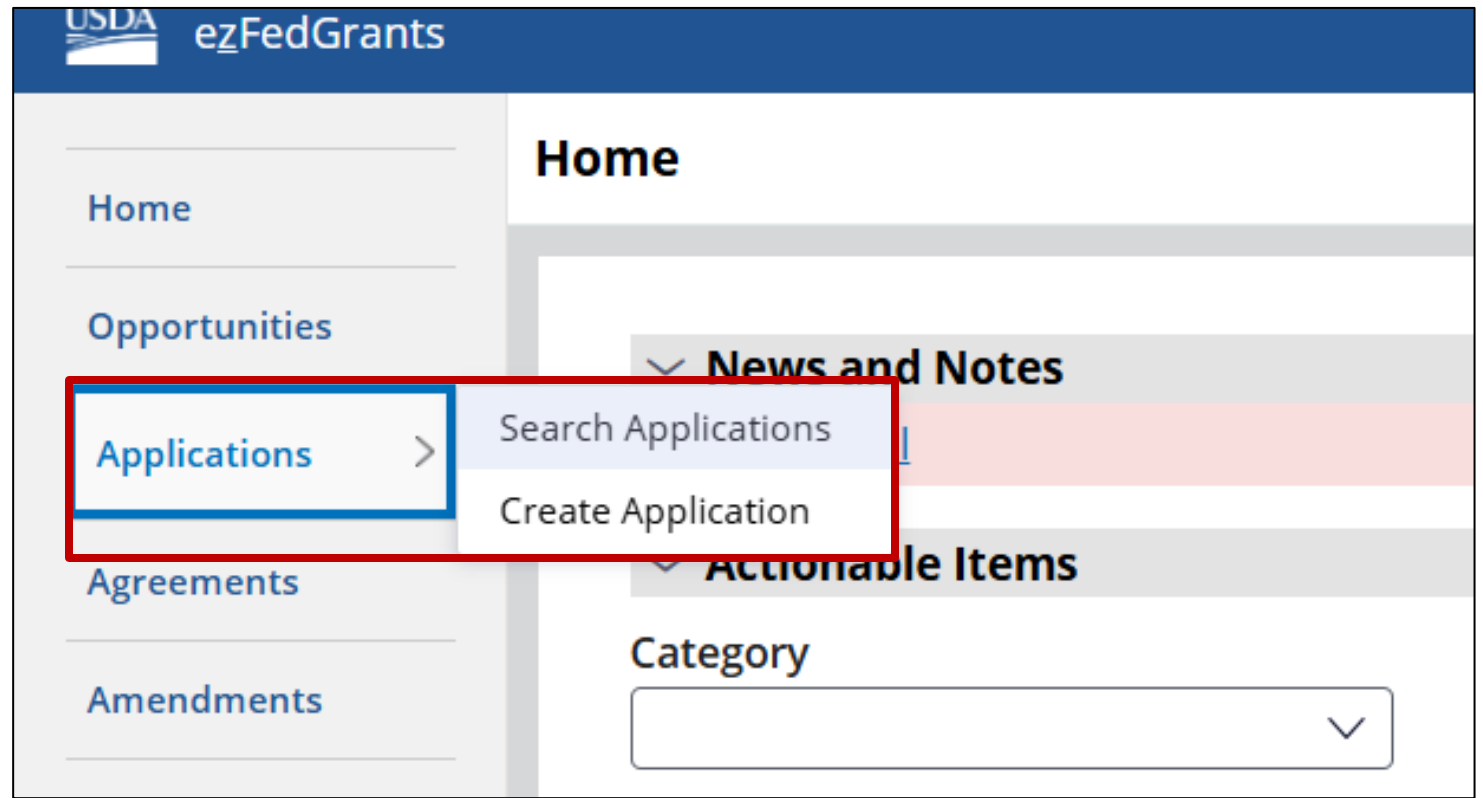 USDA
ezFedGrants
Home
Home
Opportunities
Applications
Search Applications
Create Application
Agreements
Amendments
News and Notes
Actionable Items
Category